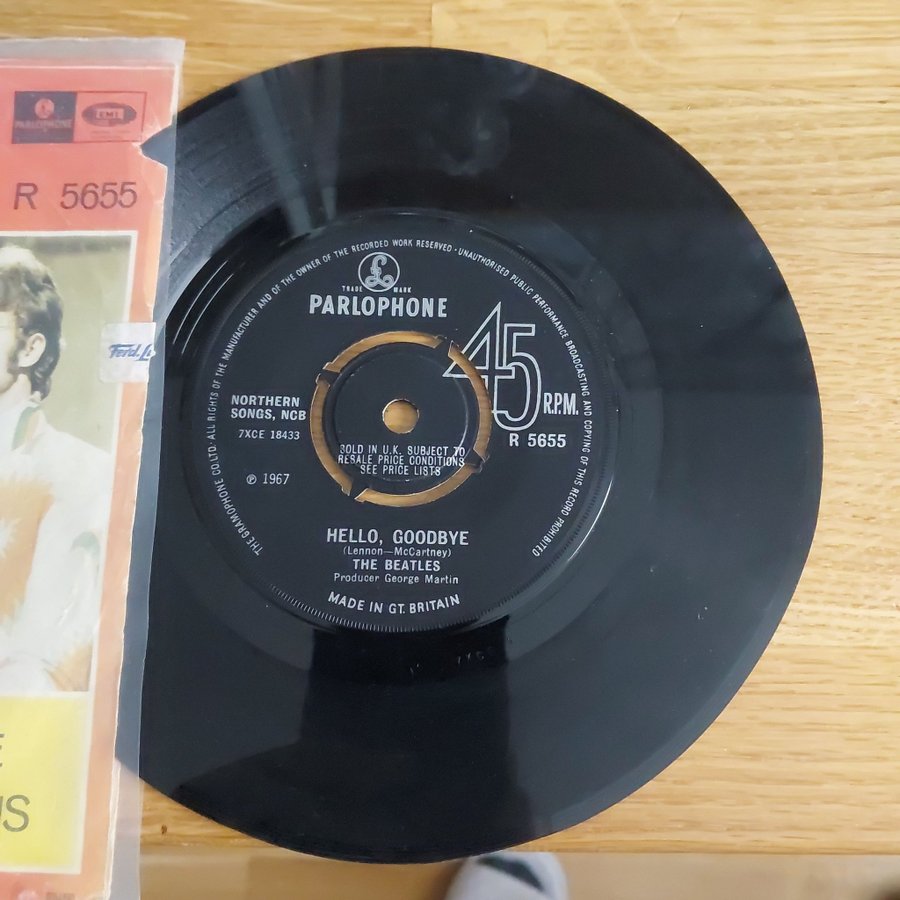 PARLOPHONE
EMI
R 5655
Ferd.
E
US
THE GRAMOPHONE CO.LTD. ALL RIGHTS OF THE MANUFACTURER AND OF THE OWNER OF THE RECORDED WORK RESERVED · UNAUTHORISED PUBLIC PERFORMANCE BROADCASTING AND COPYING OF THIS RECORD PROHIBITED
£
TRADE MARK
PARLOPHONE
45
R.P.M.
R 5655
NORTHERN
SONGS, NCB
7XCE 18433
℗ 1967
SOLD IN U.K. SUBJECT TO
RESALE PRICE CONDITIONS
SEE PRICE LISTS
HELLO, GOODBYE
(Lennon—McCartney)
THE BEATLES
Producer George Martin
MADE IN GT. BRITAIN